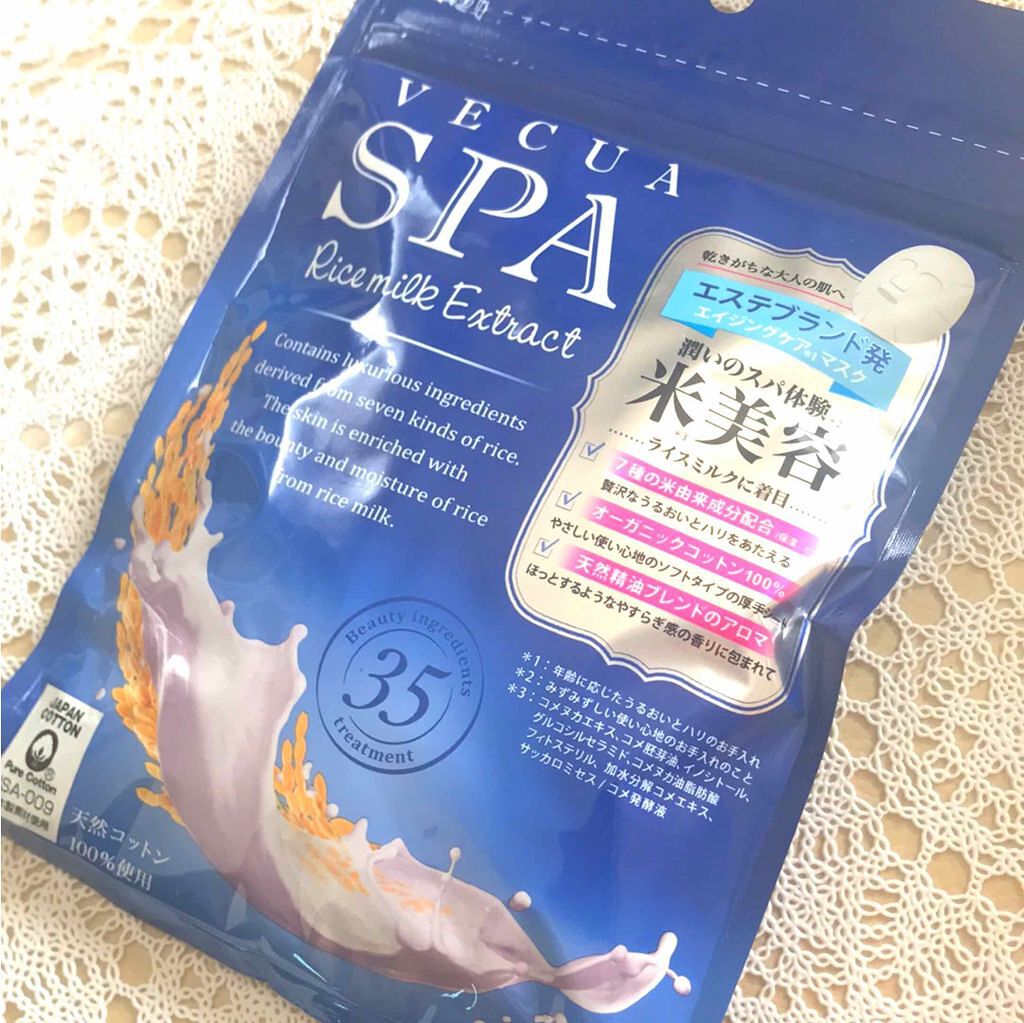 VECUA
SPA
Ricemilk Extract
Contains luxurious ingredients
derived from seven kinds of rice.
The skin is enriched with
the bounty and moisture of rice
from rice milk.
乾きがちな大人の肌へ
エステブランド発
エイジングケア*1マスク
潤いのスパ体験
米美容
ライスミルクに着目
7種の米由来成分配合
贅沢なうるおいとハリをあたえる
オーガニックコットン100%
やさしい使い心地のソフトタイプの厚手シート
天然精油ブレンドのアロマ
ほっとするようなやすらぎ感の香りに包まれて
*1:年齢に応じたうるおいとハリのお手入れ
*2:みずみずしい使い心地のお手入れのこと
*3:コメヌカエキス、コメ胚芽油、イノシトール、
グルコシルセラミド、コメヌカ油脂肪酸
フィトステリル、加水分解コメエキス、
サッカロミセス/コメ発酵液
Beauty ingredients
35
treatment
JAPAN
COTTON
Pure Cotton
SA-009
天然コットン
100%使用